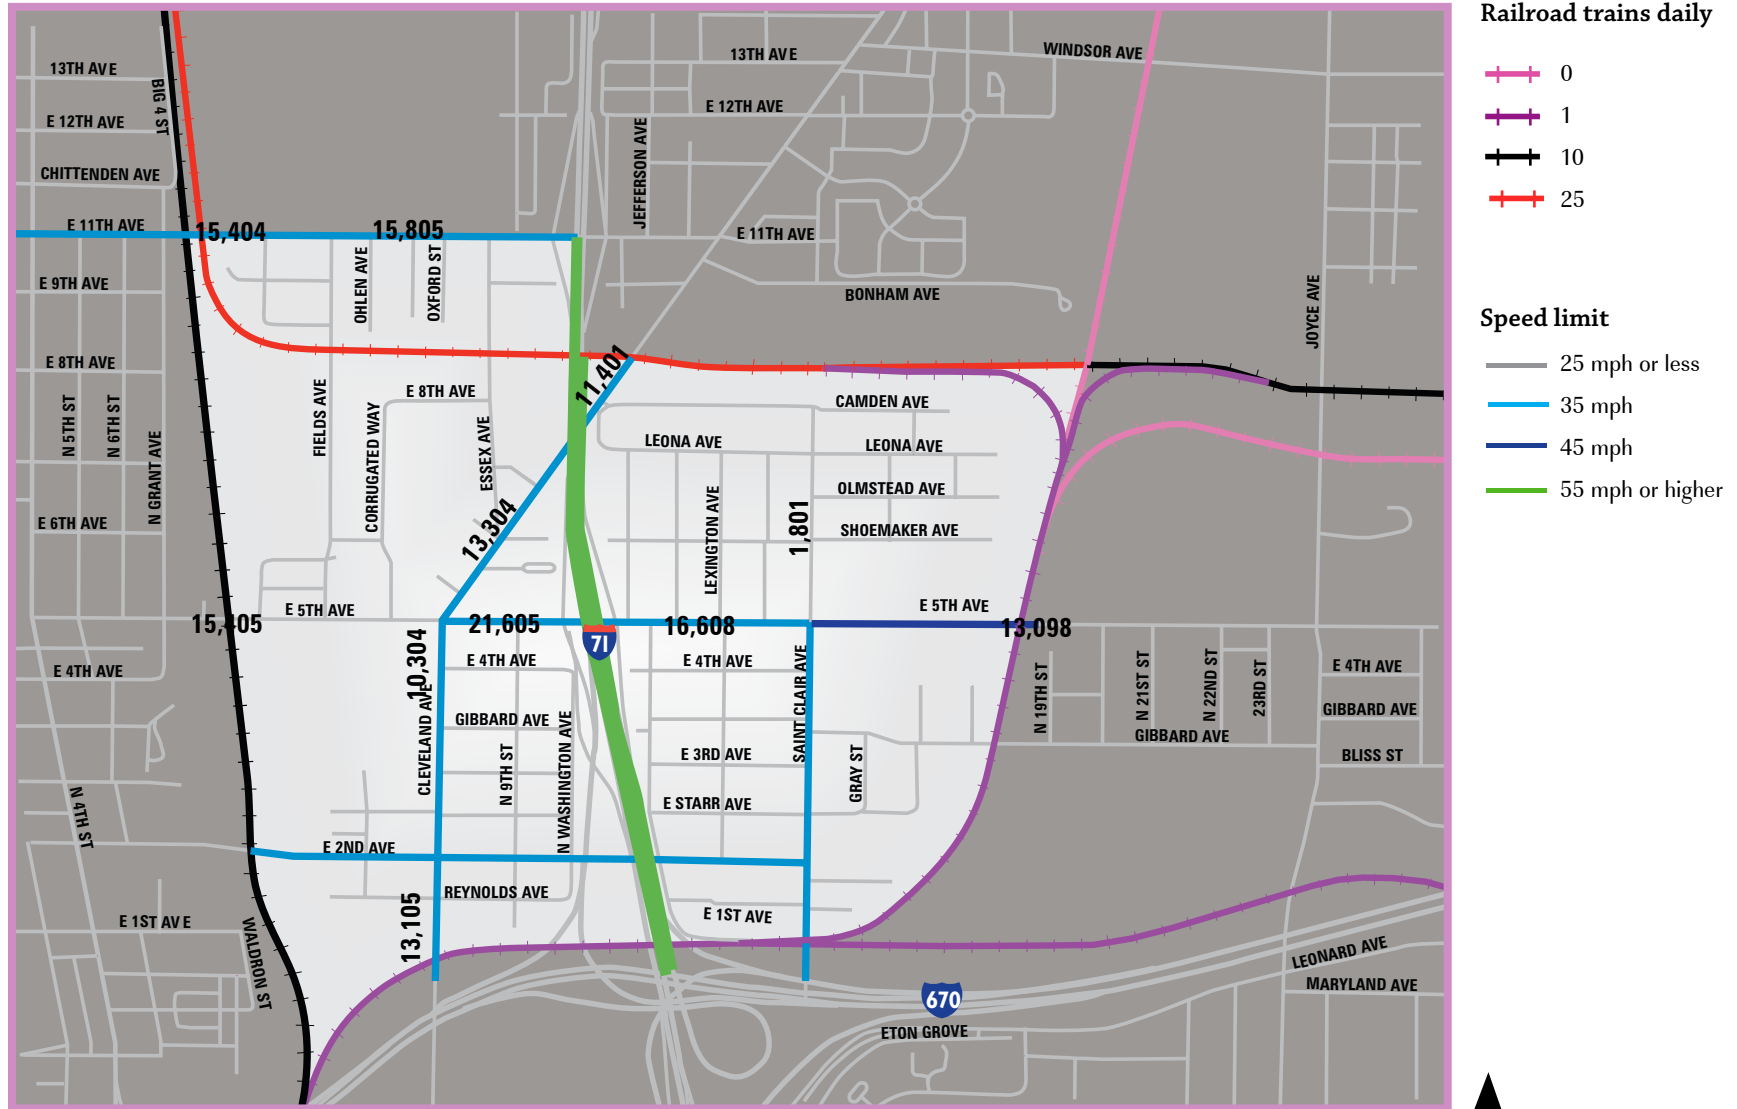 Railroad trains daily
0
1
10
25
Speed limit
25 mph or less
35 mph
45 mph
55 mph or higher
13TH AVE
E 12TH AVE
CHITTENDEN AVE
BIG 4 ST
E 11TH AVE
15,404
15,805
E 9TH AVE
E 8TH AVE
N 5TH ST
N 6TH ST
N GRANT AVE
E 6TH AVE
E 4TH AVE
N 4TH ST
E 1ST AVE
WALDRON ST
13TH AVE
E 12TH AVE
JEFFERSON AVE
WINDSOR AVE
E 11TH AVE
BONHAM AVE
JOYCE AVE
OHLEN AVE
OXFORD ST
11,401
FIELDS AVE
CORRUGATED WAY
E 8TH AVE
ESSEX AVE
13,304
CAMDEN AVE
LEONA AVE
LEONA AVE
OLMSTEAD AVE
SHOEMAKER AVE
LEXINGTON AVE
1,801
15,405
E 5TH AVE
21,605
71
16,608
E 5TH AVE
13,098
10,304
CLEVELAND AVE
E 4TH AVE
E 4TH AVE
SAINT CLAIR AVE
GIBBARD AVE
N 9TH ST
N WASHINGTON AVE
E 3RD AVE
E STARR AVE
GRAY ST
N 19TH ST
N 21ST ST
N 22ND ST
23RD ST
GIBBARD AVE
E 4TH AVE
GIBBARD AVE
BLISS ST
E 2ND AVE
REYNOLDS AVE
E 1ST AVE
13,105
670
ETON GROVE
LEONARD AVE
MARYLAND AVE